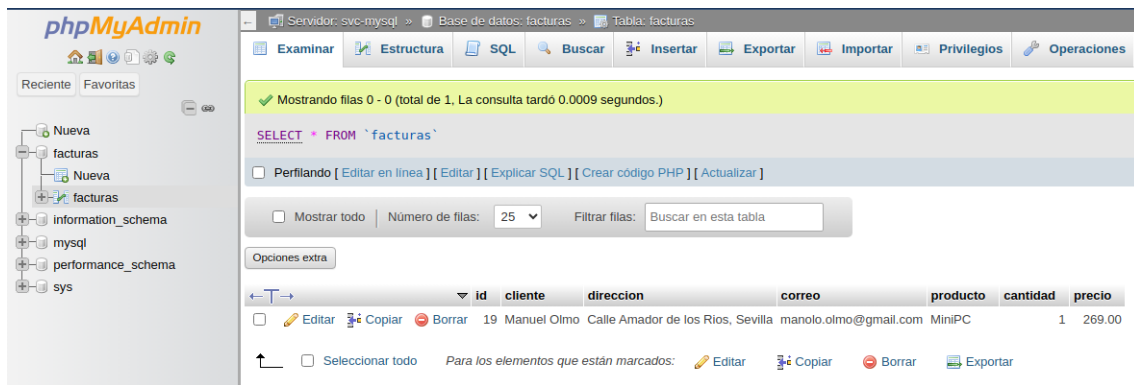 phpMyAdmin
Reciente Favoritas
Nueva
facturas
Nueva
facturas
information_schema
mysql
performance_schema
sys
Servidor: svc-mysql » Base de datos: facturas » Tabla: facturas
Examinar Estructura SQL Buscar Insertar Exportar Importar Privilegios Operaciones
Mostrando filas 0 - 0 (total de 1, La consulta tardó 0.0009 segundos.)
SELECT * FROM `facturas`
Perfilando [ Editar en línea ] [ Editar ] [ Explicar SQL ] [ Crear código PHP ] [ Actualizar ]
Mostrar todo Número de filas: 25 Filtrar filas: Buscar en esta tabla
Opciones extra
id cliente direccion correo producto cantidad precio
Editar Copiar Borrar 19 Manuel Olmo Calle Amador de los Rios, Sevilla manolo.olmo@gmail.com MiniPC 1 269.00
Seleccionar todo Para los elementos que están marcados: Editar Copiar Borrar Exportar